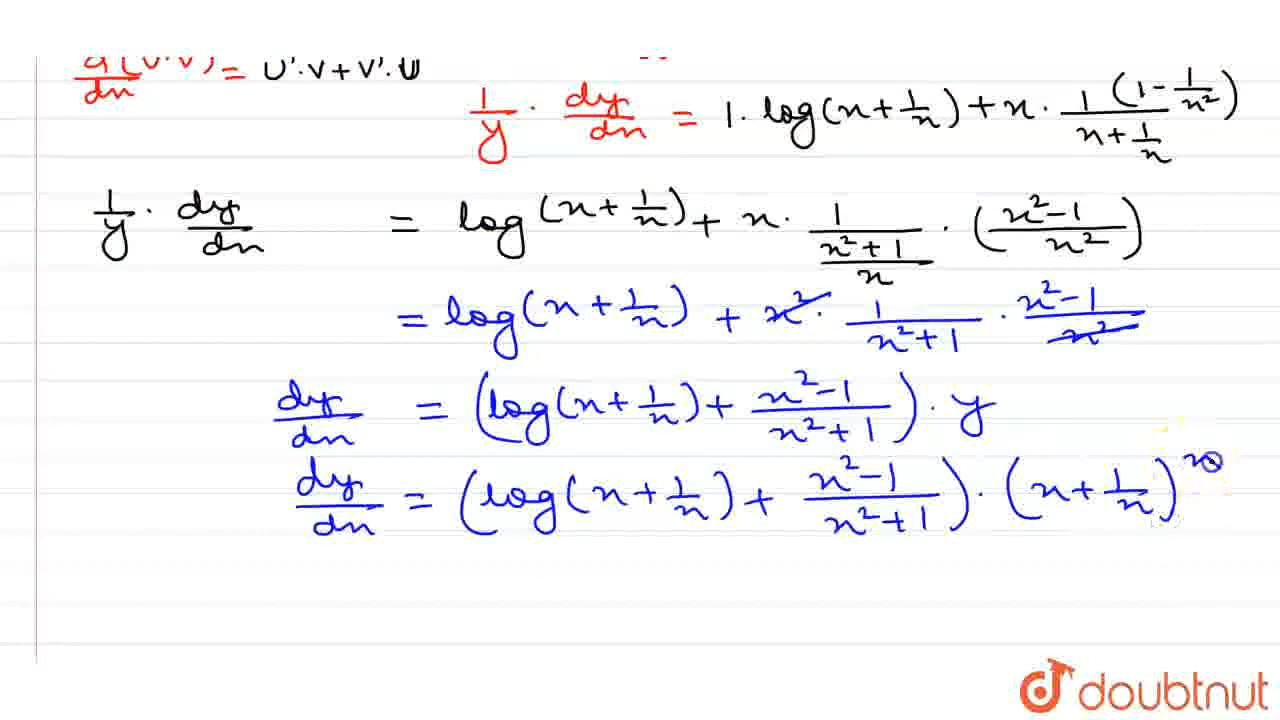 d(U·V)/dx = U'·V + V'·U
1/y · dy/dx = 1·log(x + 1/x) + x · 1/(x + 1/x) (1 - 1/x²)
1/y · dy/dx = log(x + 1/x) + x · 1/((x² + 1)/x) · ((x² - 1)/x²)
= log(x + 1/x) + x² · 1/(x² + 1) · (x² - 1)/x²
dy/dx = (log(x + 1/x) + (x² - 1)/(x² + 1)) · y
dy/dx = (log(x + 1/x) + (x² - 1)/(x² + 1)) · (x + 1/x)^x
doubtnut